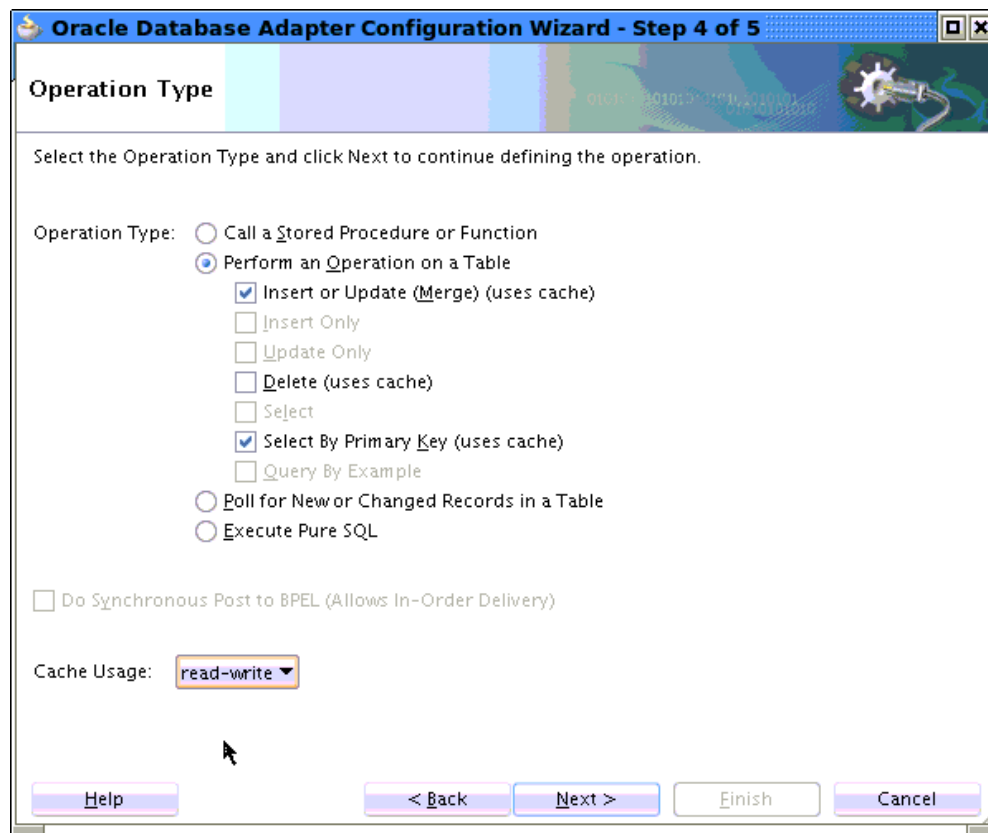 Oracle Database Adapter Configuration Wizard - Step 4 of 5
Operation Type
Select the Operation Type and click Next to continue defining the operation.
Operation Type: Call a Stored Procedure or Function
Perform an Operation on a Table
Insert or Update (Merge) (uses cache)
Insert Only
Update Only
Delete (uses cache)
Select
Select By Primary Key (uses cache)
Query By Example
Poll for New or Changed Records in a Table
Execute Pure SQL
Do Synchronous Post to BPEL (Allows In-Order Delivery)
Cache Usage: read-write
Help < Back Next > Finish Cancel